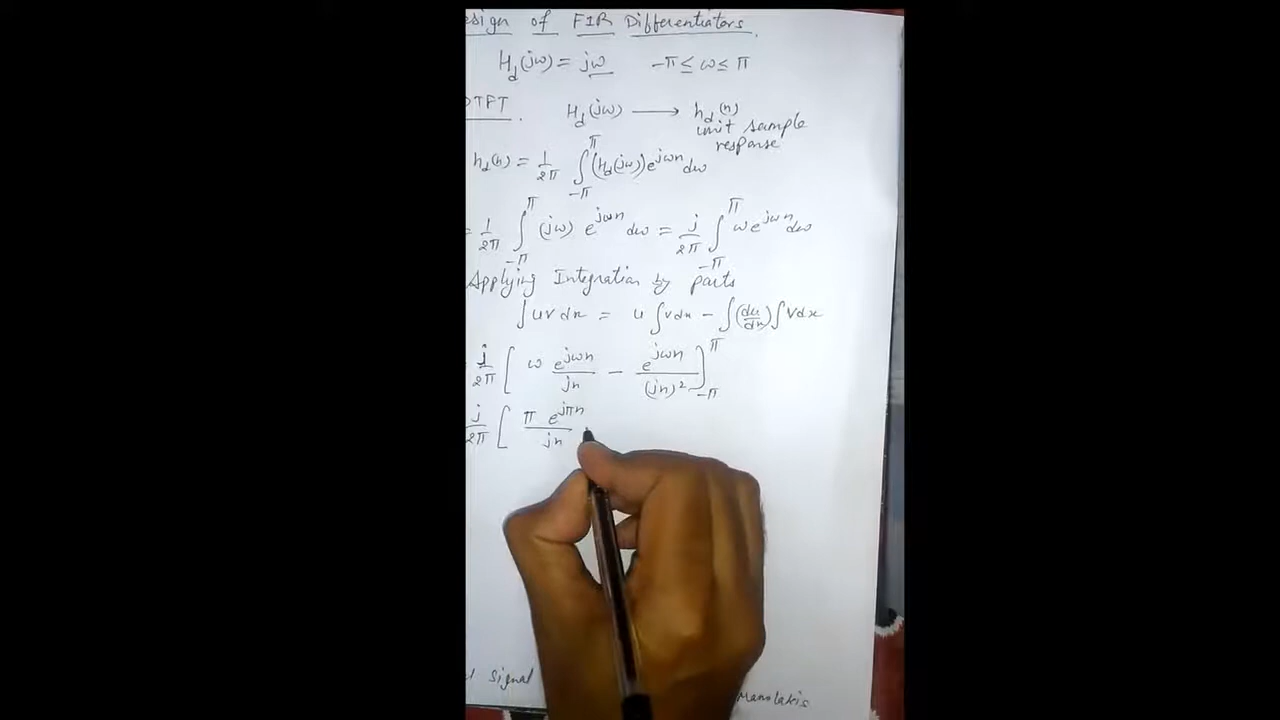 esign of FIR Differentiators.
H_d(jω) = jω   -π ≤ ω ≤ π
DTFT.   H_d(jω) ⟶ h_d(n)
unit sample
response
h_d(n) = 1/2π ∫_{-π}^{π} (H_d(jω)) e^{jωn} dω
= 1/2π ∫_{-π}^{π} (jω) e^{jωn} dω = j/2π ∫_{-π}^{π} ω e^{jωn} dω
Applying Integration by parts
∫ uv dx = u ∫ v dx - ∫ (du/dx) ∫ v dx
j/2π [ ω e^{jωn}/jn - e^{jωn}/(jn)² ]_{-π}^{π}
j/2π [ π e^{jπn}/jn
Signal
Manolakis